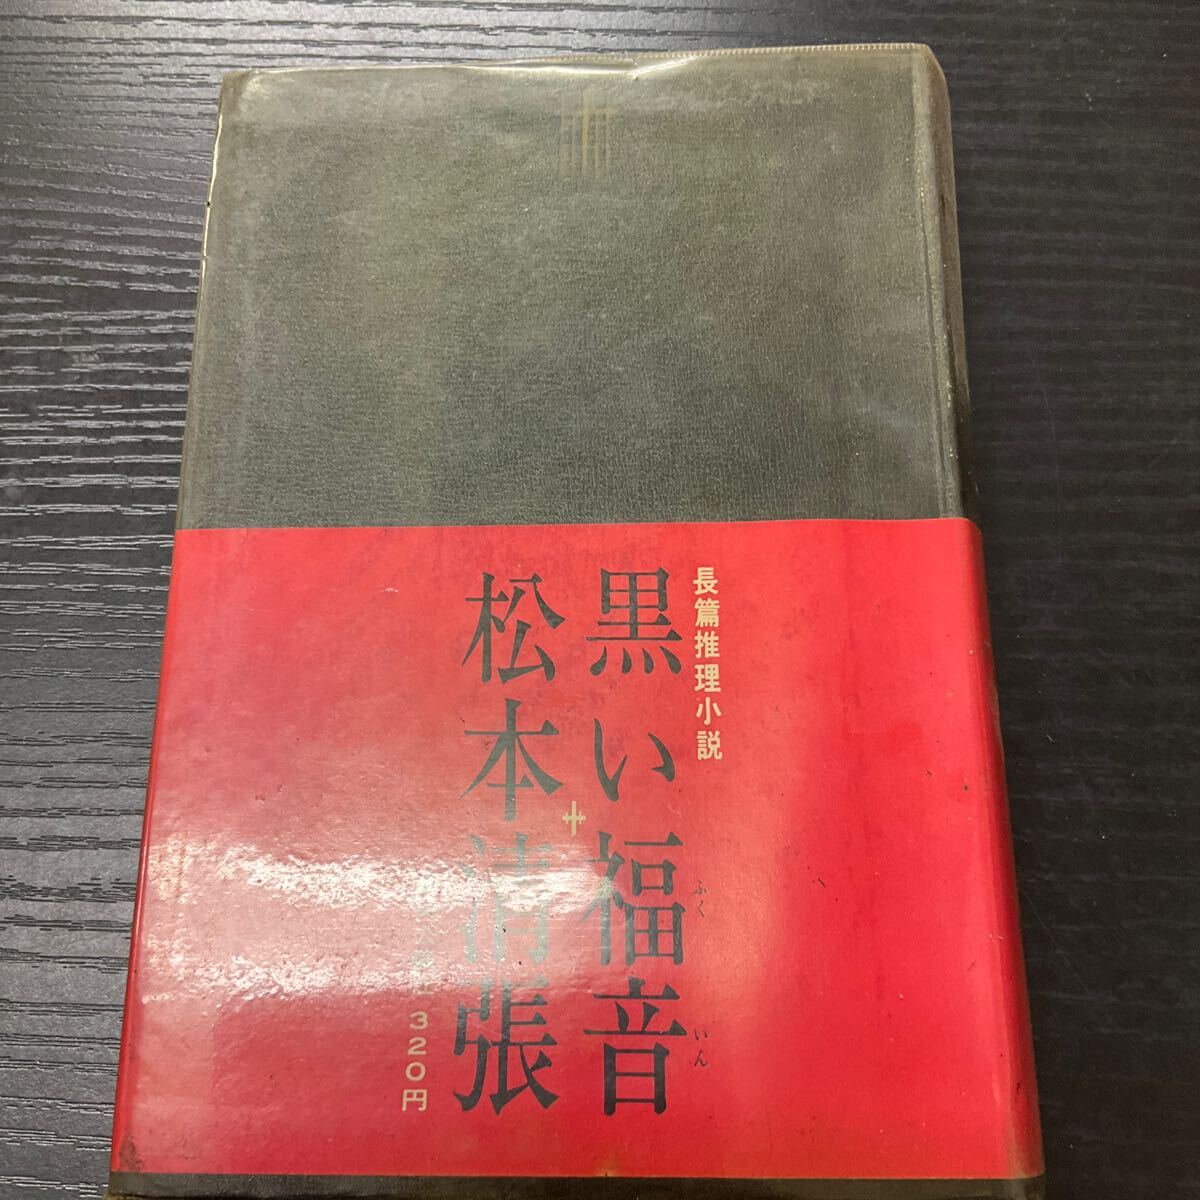 長篇推理小説
黒い福音
ふく
いん
松本清張
320円